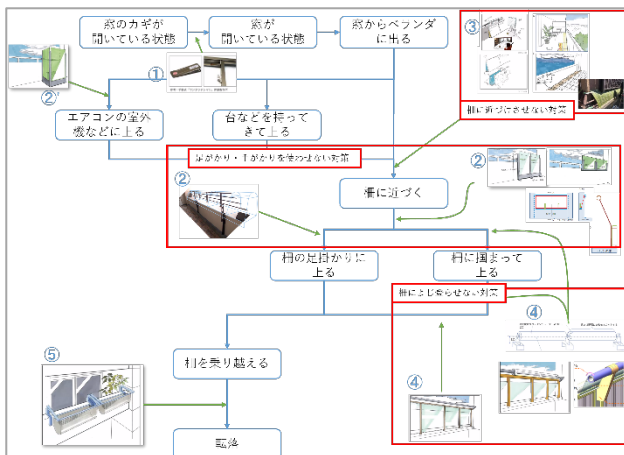 窓のカギが
開いている状態
窓が
開いている状態
窓からベランダ
に出る
③
①
②'
エアコンの室外
機などに上る
台などを持って
きて上る
柵に近づけさせない対策
足がかり・手がかりを使わせない対策
②
②
柵に近づく
柵の足掛かりに
上る
柵に掴まって
上る
柵によじ登らせない対策
④
④
柵を乗り越える
⑤
転落